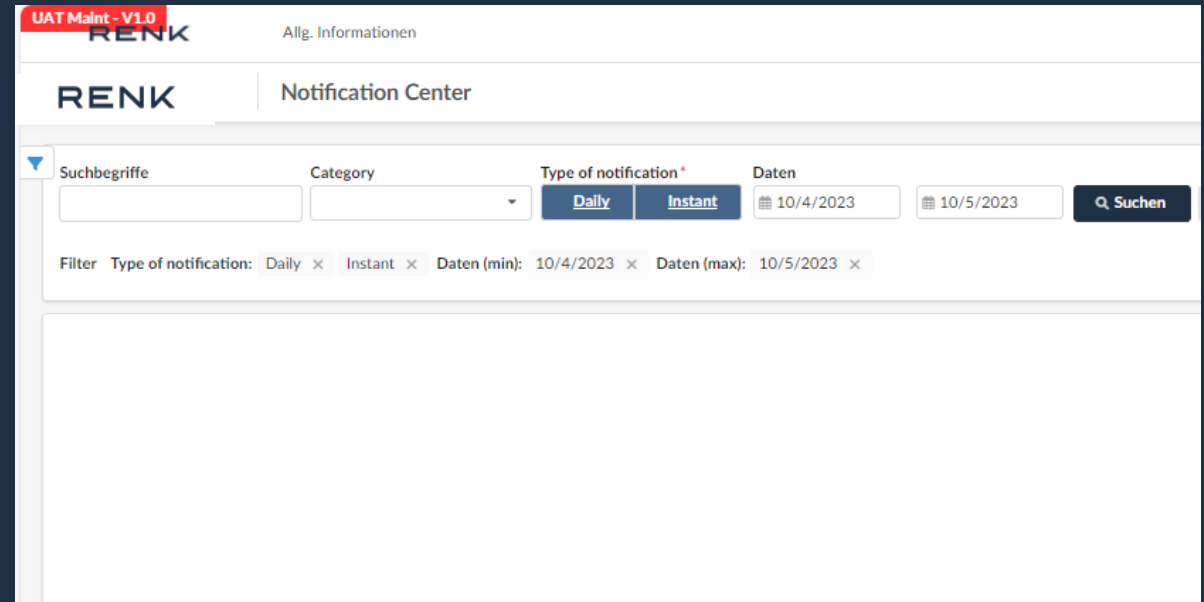 UAT Maint - V1.0
RENK Allg. Informationen
RENK Notification Center
Suchbegriffe Category Type of notification* Daten
Daily Instant 10/4/2023 10/5/2023 Suchen
Filter Type of notification: Daily × Instant × Daten (min): 10/4/2023 × Daten (max): 10/5/2023 ×